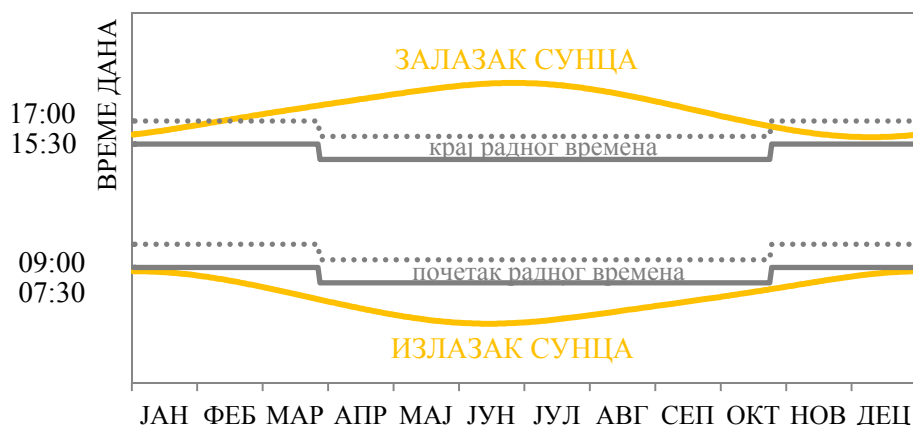 ВРЕМЕ ДАНА
ЗАЛАЗАК СУНЦА
17:00
15:30
крај радног времена
09:00
07:30
почетак радног времена
ИЗЛАЗАК СУНЦА
ЈАН ФЕБ МАР АПР МАЈ ЈУН ЈУЛ АВГ СЕП ОКТ НОВ ДЕЦ